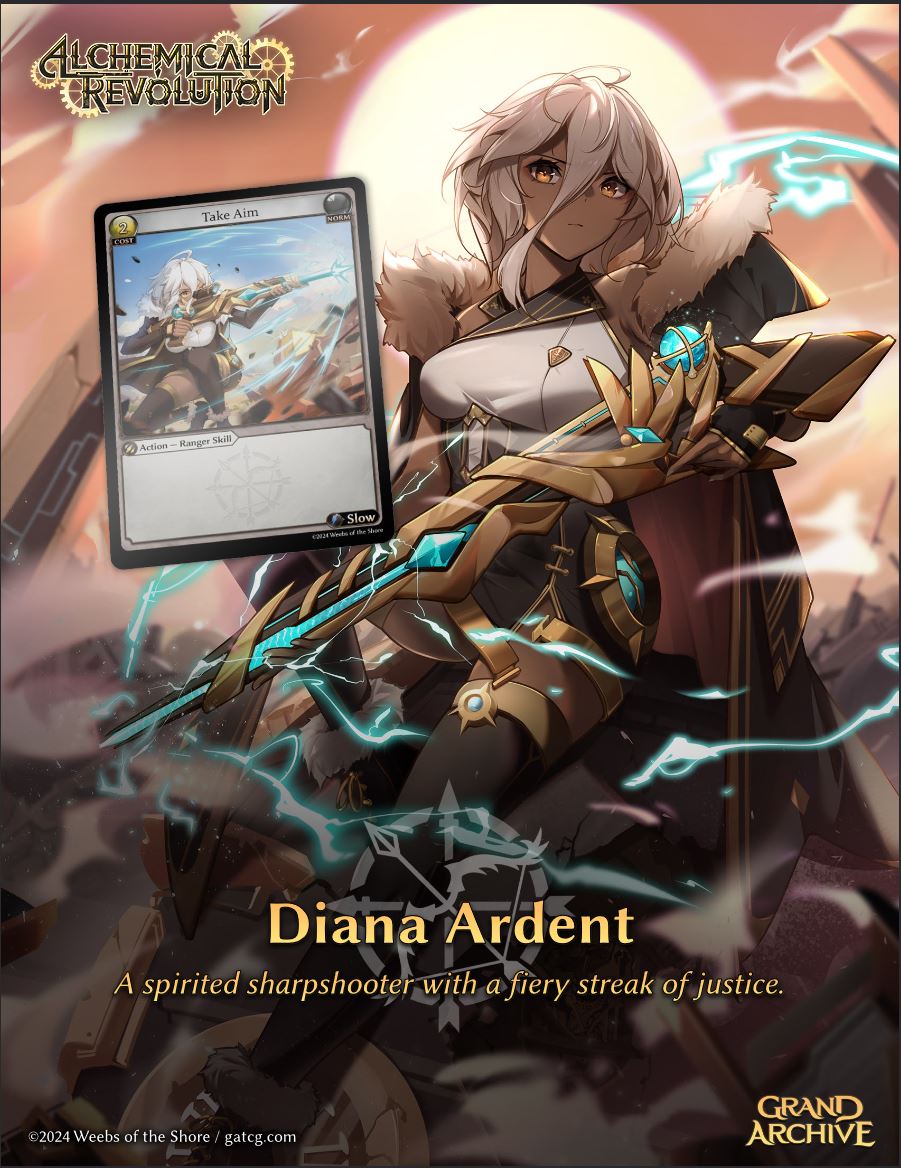 ALCHEMICAL
REVOLUTION
2
COST
Take Aim
NORM
Action — Ranger Skill
Slow
©2024 Weebs of the Shore
Diana Ardent
A spirited sharpshooter with a fiery streak of justice.
©2024 Weebs of the Shore / gatcg.com
GRAND
ARCHIVE